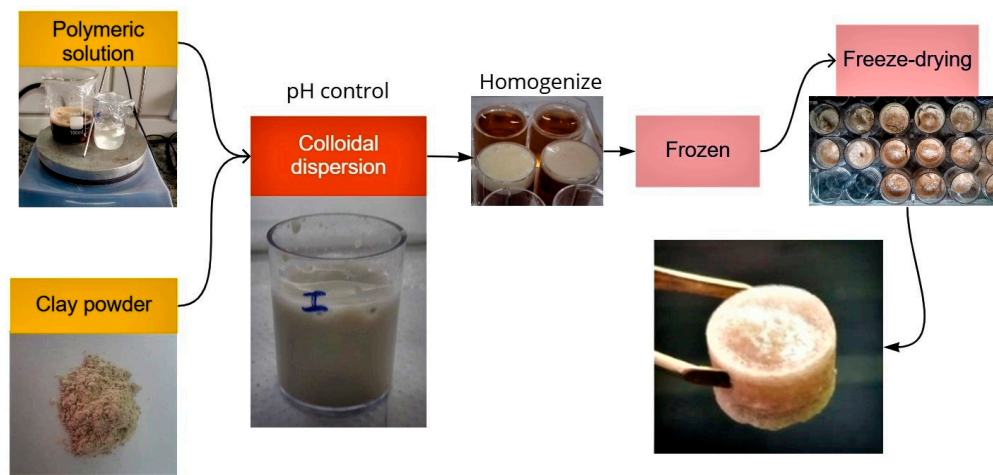 Polymeric
solution
pH control
Colloidal
dispersion
Homogenize
Frozen
Freeze-drying
Clay powder
I